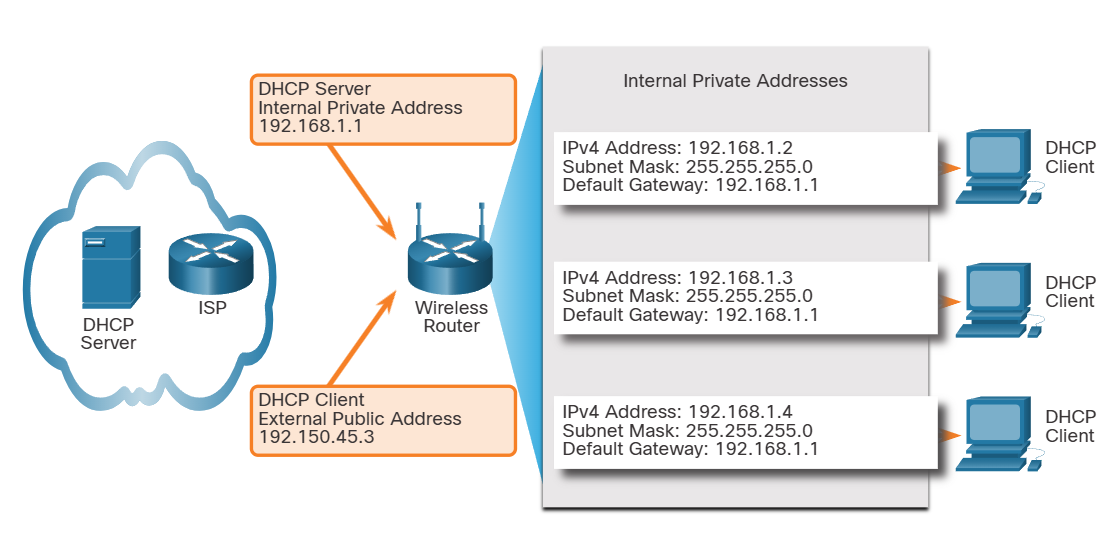 Internal Private Addresses
DHCP Server
Internal Private Address
192.168.1.1
IPv4 Address: 192.168.1.2
Subnet Mask: 255.255.255.0
Default Gateway: 192.168.1.1
DHCP
Client
DHCP
Server
ISP
Wireless
Router
IPv4 Address: 192.168.1.3
Subnet Mask: 255.255.255.0
Default Gateway: 192.168.1.1
DHCP
Client
DHCP Client
External Public Address
192.150.45.3
IPv4 Address: 192.168.1.4
Subnet Mask: 255.255.255.0
Default Gateway: 192.168.1.1
DHCP
Client